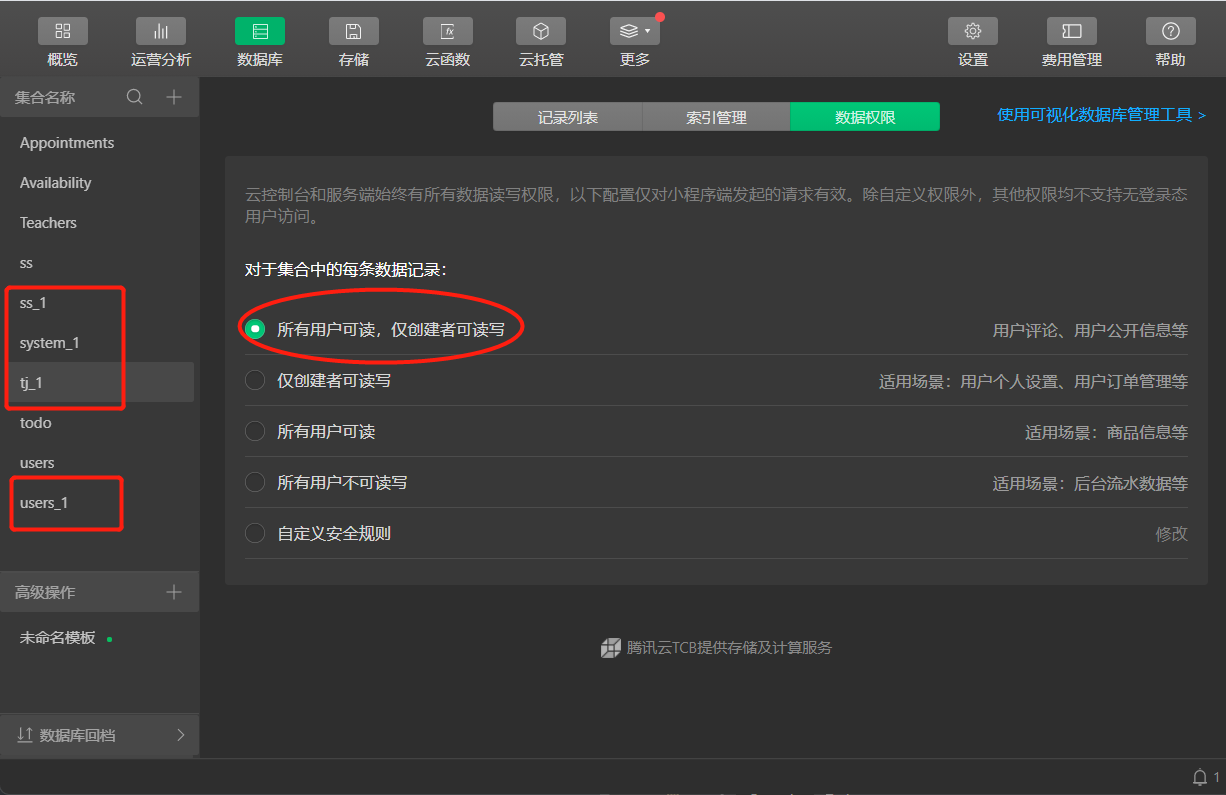 概览
运营分析
数据库
存储
云函数
云托管
更多
设置
费用管理
帮助
集合名称
Appointments
Availability
Teachers
ss
ss_1
system_1
tj_1
todo
users
users_1
高级操作
未命名模板
数据库回档
记录列表
索引管理
数据权限
使用可视化数据库管理工具 >
云控制台和服务端始终有所有数据读写权限，以下配置仅对小程序端发起的请求有效。除自定义权限外，其他权限均不支持无登录态
用户访问。
对于集合中的每条数据记录：
所有用户可读，仅创建者可读写
用户评论、用户公开信息等
仅创建者可读写
适用场景：用户个人设置、用户订单管理等
所有用户可读
适用场景：商品信息等
所有用户不可读写
适用场景：后台流水数据等
自定义安全规则
修改
腾讯云TCB提供存储及计算服务
1